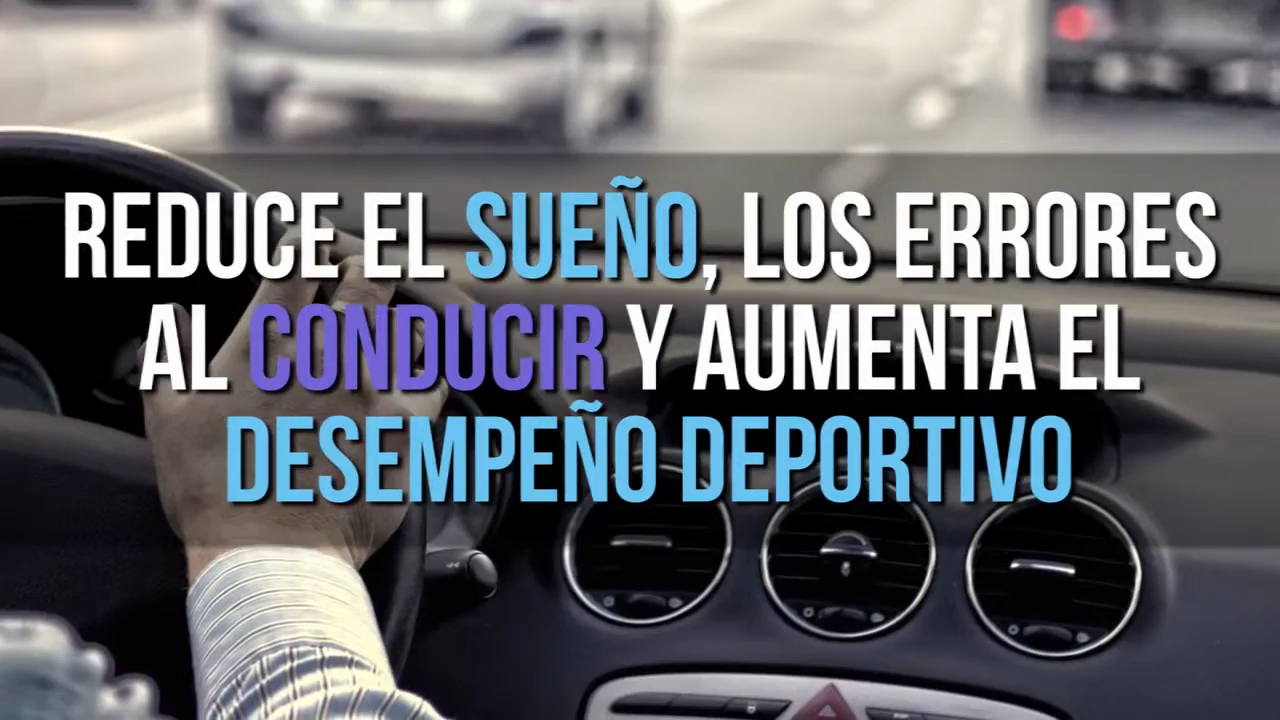 REDUCE EL SUEÑO, LOS ERRORES
AL CONDUCIR Y AUMENTA EL
DESEMPEÑO DEPORTIVO